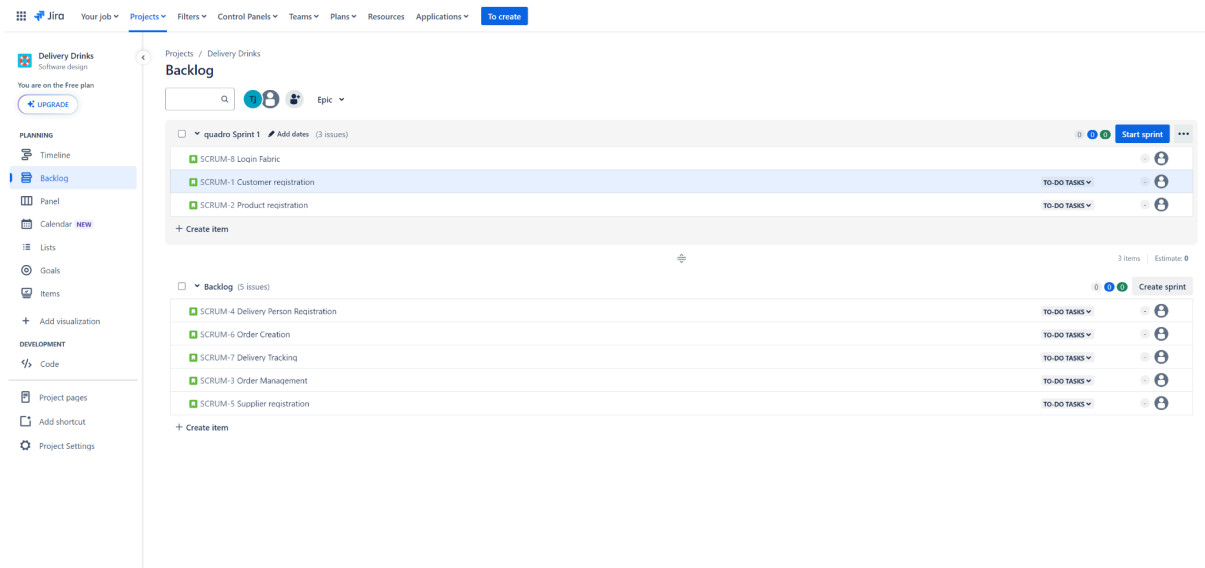 Jira Your job Projects Filters Control Panels Teams Plans Resources Applications To create
Delivery Drinks
Software design
You are on the Free plan
UPGRADE
PLANNING
Timeline
Backlog
Panel
Calendar NEW
Lists
Goals
Items
Add visualization
DEVELOPMENT
Code
Project pages
Add shortcut
Project Settings
Projects / Delivery Drinks
Backlog
TJ Epic
quadro Sprint 1 Add dates (3 issues) 0 0 0 Start sprint
SCRUM-8 Login Fabric -
SCRUM-1 Customer registration TO-DO TASKS -
SCRUM-2 Product registration TO-DO TASKS -
+ Create item
3 items Estimate: 0
Backlog (5 issues) 0 0 0 Create sprint
SCRUM-4 Delivery Person Registration TO-DO TASKS -
SCRUM-6 Order Creation TO-DO TASKS -
SCRUM-7 Delivery Tracking TO-DO TASKS -
SCRUM-3 Order Management TO-DO TASKS -
SCRUM-5 Supplier registration TO-DO TASKS -
+ Create item